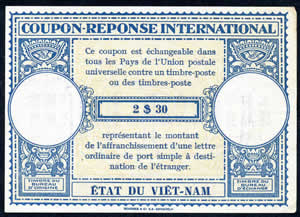 COUPON-REPONSE INTERNATIONAL
Ce coupon est échangeable dans
tous les Pays de l'Union postale
universelle contre un timbre-poste
ou des timbres-poste
2 $ 30
représentant le montant de
l'affranchissement d'une lettre
ordinaire de port simple à desti-
nation de l'étranger.
TIMBRE DU
BUREAU
D'ORIGINE
TIMBRE DU
BUREAU
D'ÉCHANGE
ÉTAT DU VIÊT-NAM